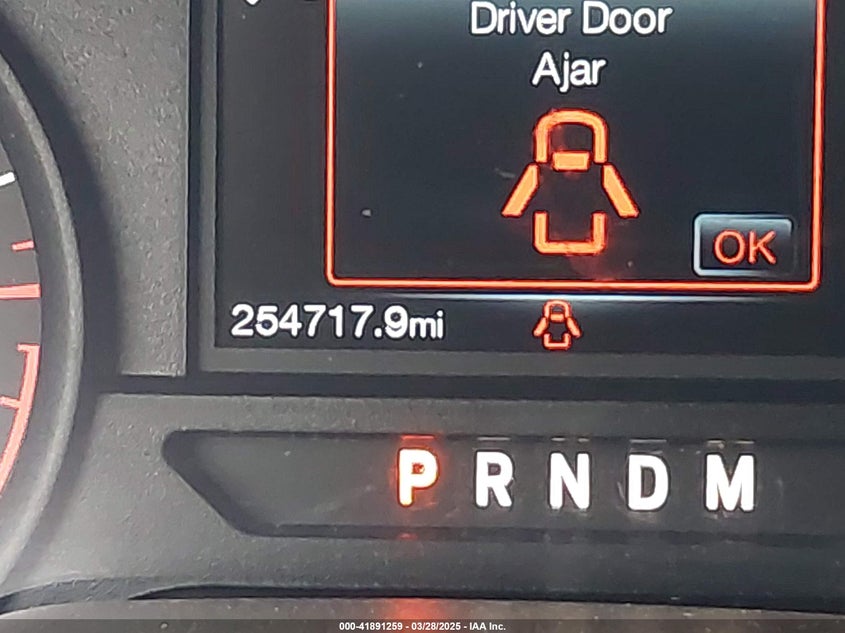 Driver Door
Ajar
OK
254717.9mi
P R N D M
000-41891259 - 03/28/2025 - IAA Inc.